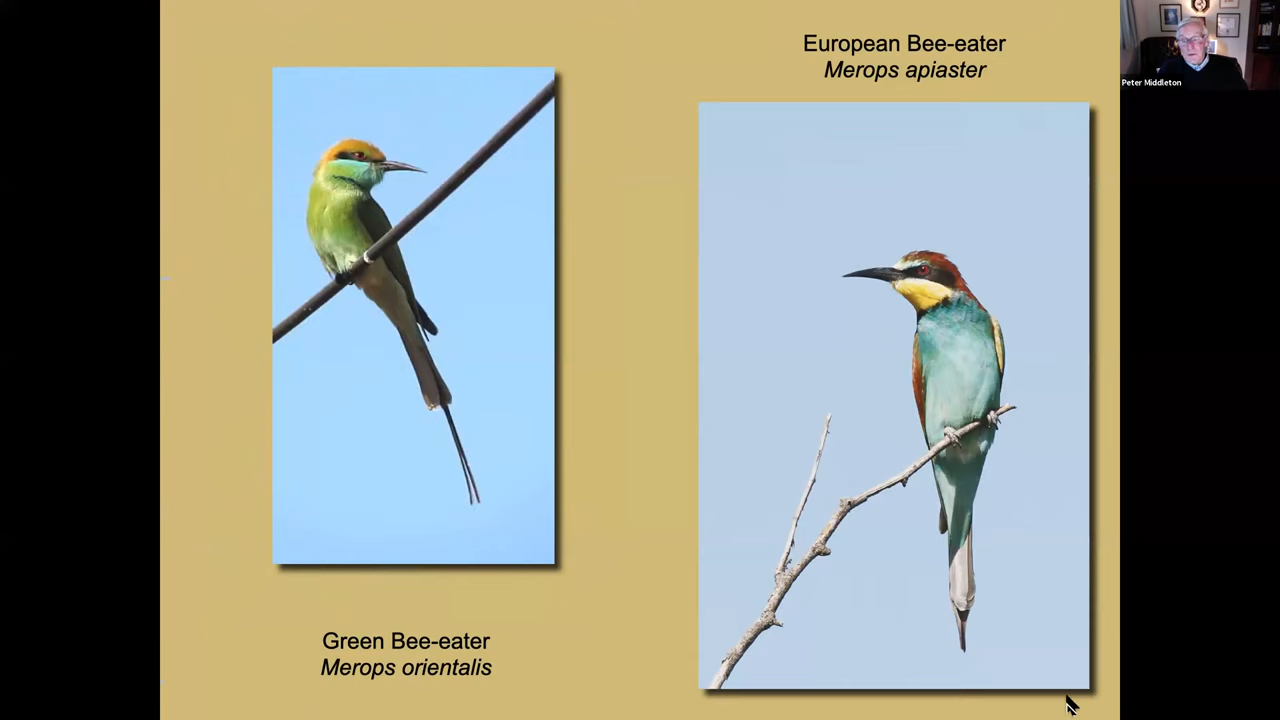 European Bee-eater
Merops apiaster
Peter Middleton
Green Bee-eater
Merops orientalis